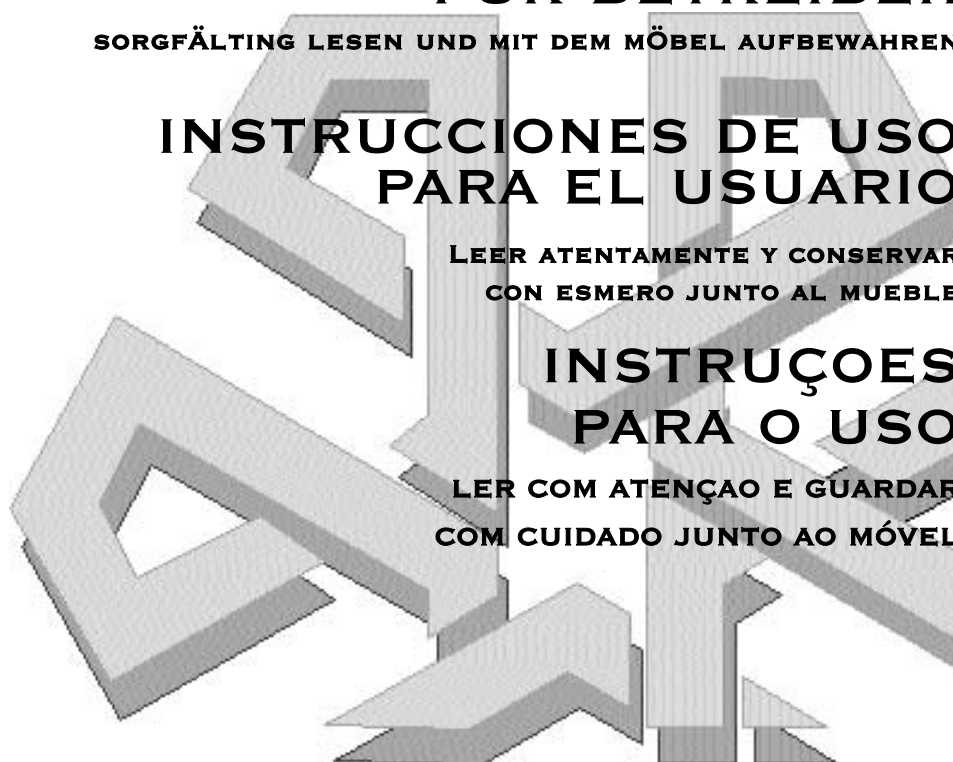 SORGFÄLTING LESEN UND MIT DEM MÖBEL AUFBEWAHREN
INSTRUCCIONES DE USO
PARA EL USUARIO
LEER ATENTAMENTE Y CONSERVAR
CON ESMERO JUNTO AL MUEBLE
INSTRUÇOES
PARA O USO
LER COM ATENÇAO E GUARDAR
COM CUIDADO JUNTO AO MÓVEL